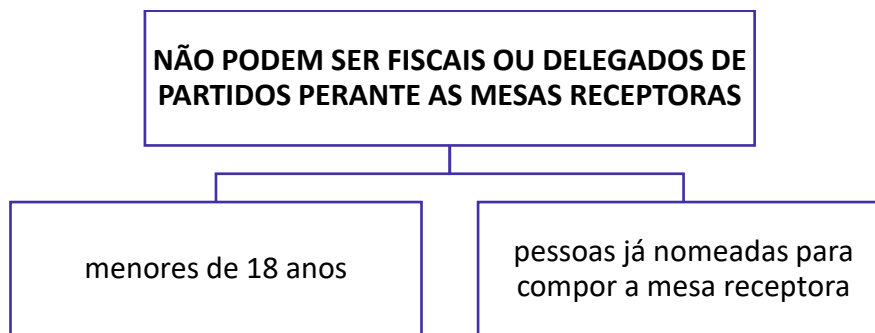 NÃO PODEM SER FISCAIS OU DELEGADOS DE
PARTIDOS PERANTE AS MESAS RECEPTORAS
menores de 18 anos
pessoas já nomeadas para
compor a mesa receptora